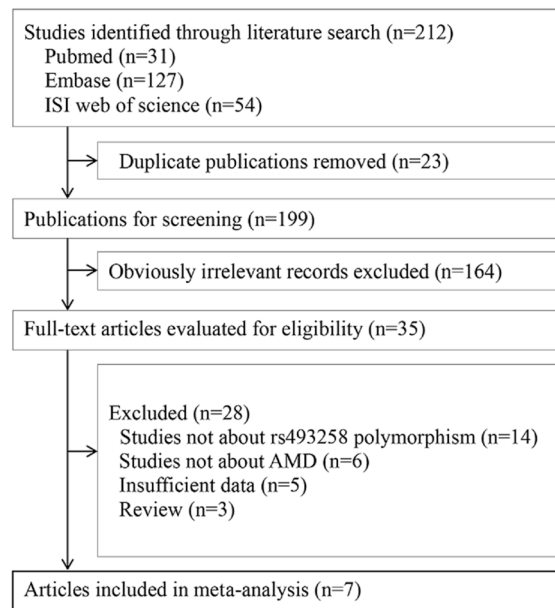 Studies identified through literature search (n=212)
Pubmed (n=31)
Embase (n=127)
ISI web of science (n=54)
Duplicate publications removed (n=23)
Publications for screening (n=199)
Obviously irrelevant records excluded (n=164)
Full-text articles evaluated for eligibility (n=35)
Excluded (n=28)
Studies not about rs493258 polymorphism (n=14)
Studies not about AMD (n=6)
Insufficient data (n=5)
Review (n=3)
Articles included in meta-analysis (n=7)